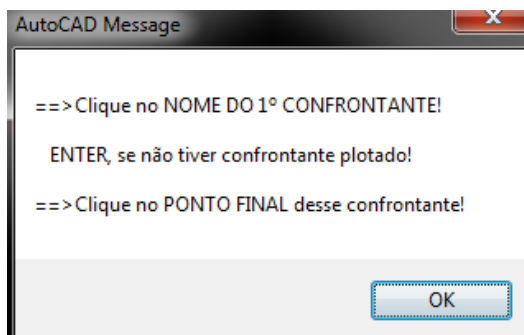 AutoCAD Message
==>Clique no NOME DO 1º CONFRONTANTE!
ENTER, se não tiver confrontante plotado!
==>Clique no PONTO FINAL desse confrontante!
OK